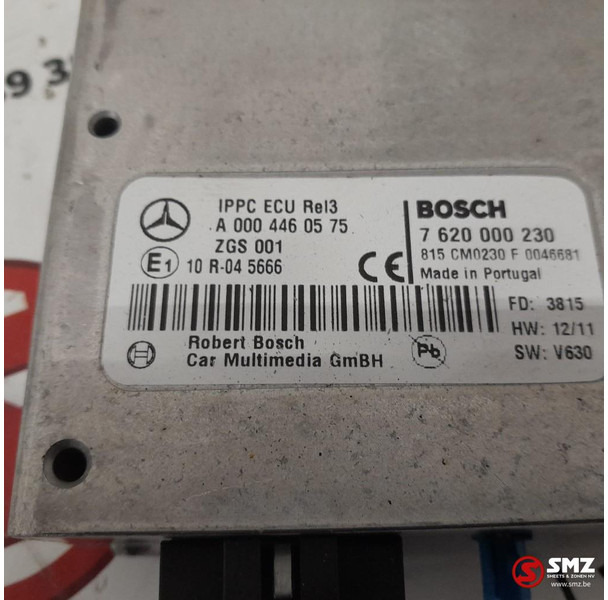 IPPC ECU Rel3
A 000 446 05 75
ZGS 001
E1 10 R-04 5666
CE
BOSCH
7 620 000 230
815 CM0230 F 0046681
Made in Portugal
FD: 3815
HW: 12/11
SW: V630
Robert Bosch
Car Multimedia GmBH
Pb
SMZ
SMEETS & ZONEN NV
www.smz.be